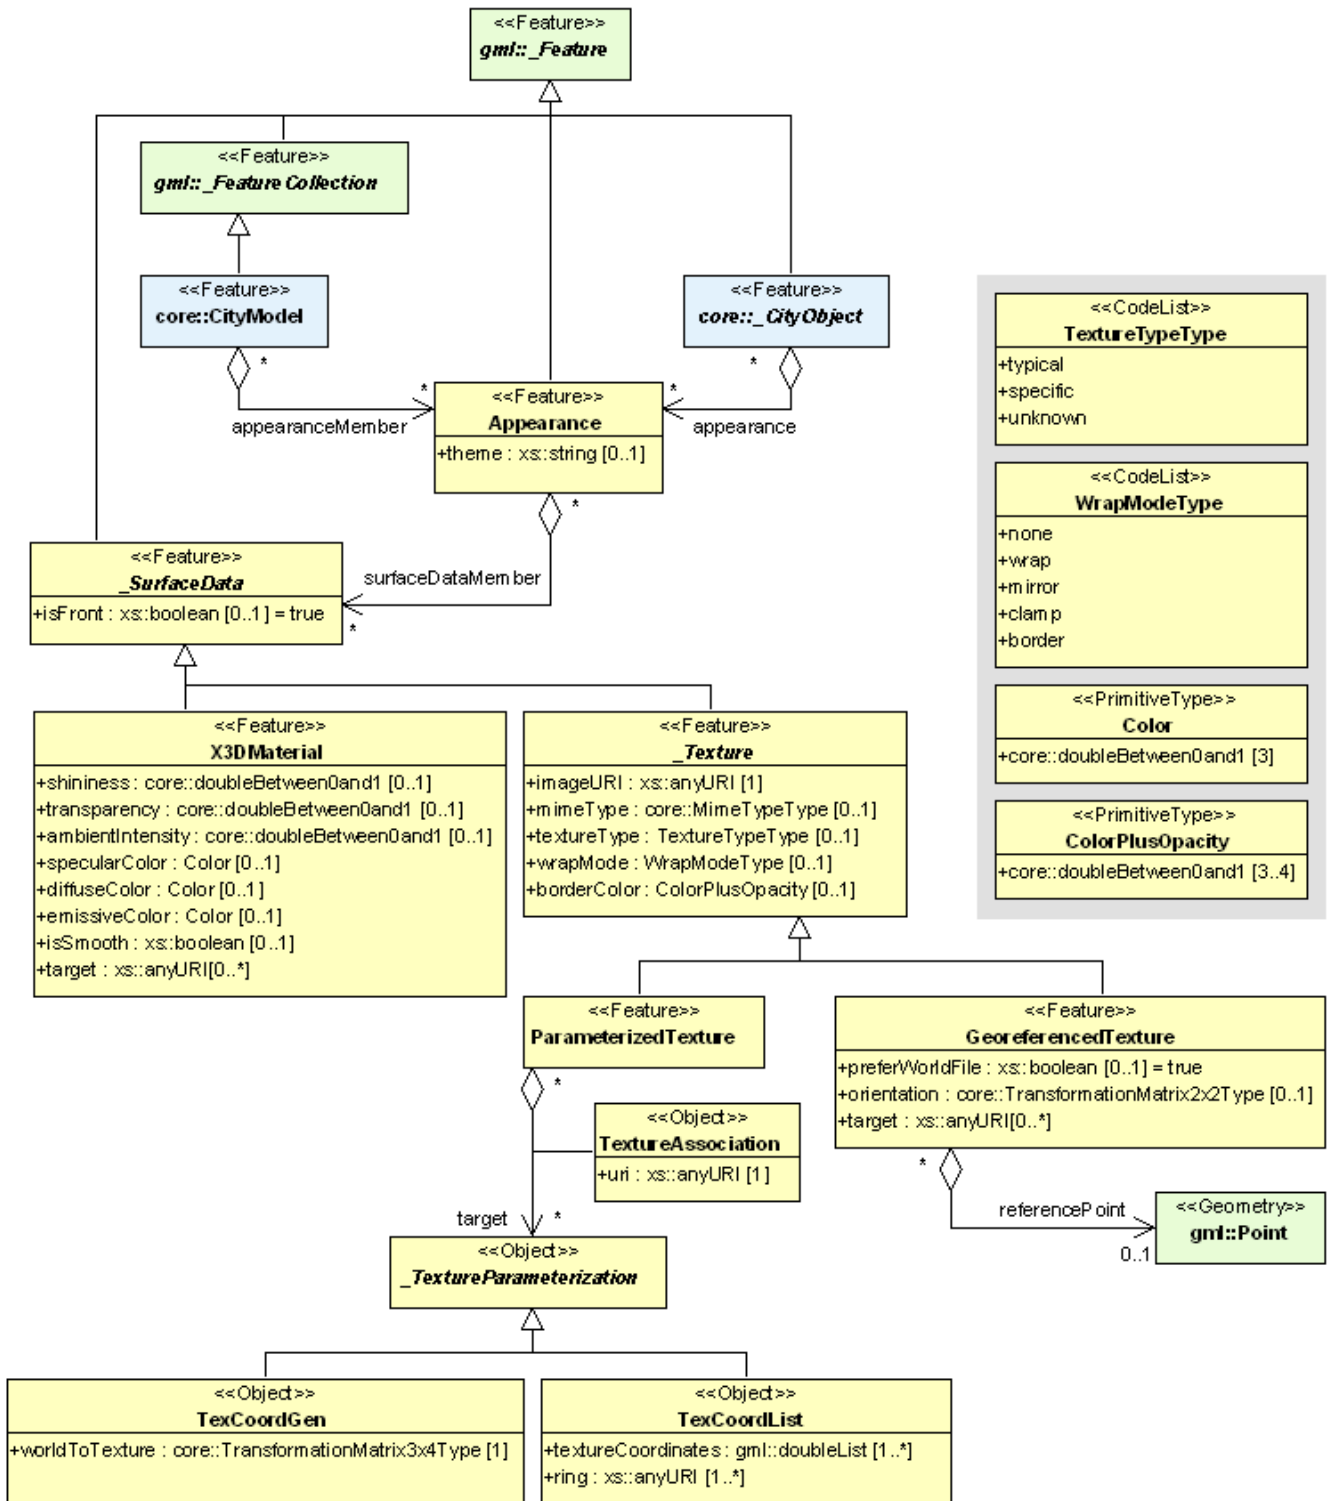 <<Feature>>
gml::_Feature
<<Feature>>
gml::_FeatureCollection
<<Feature>>
core::CityModel
*
<<Feature>>
core::_CityObject
*
appearanceMember
*
<<Feature>>
Appearance
+theme : xs::string [0..1]
*
*
appearance
surfaceDataMember
*
<<Feature>>
_SurfaceData
+isFront : xs::boolean [0..1] = true
<<Feature>>
X3DMaterial
+shininess : core::doubleBetween0and1 [0..1]
+transparency : core::doubleBetween0and1 [0..1]
+ambientIntensity : core::doubleBetween0and1 [0..1]
+specularColor : Color [0..1]
+diffuseColor : Color [0..1]
+emissiveColor : Color [0..1]
+isSmooth : xs::boolean [0..1]
+target : xs::anyURI[0..*]
<<Feature>>
_Texture
+imageURI : xs::anyURI [1]
+mimeType : core::MimeTypeType [0..1]
+textureType : TextureTypeType [0..1]
+wrapMode : WrapModeType [0..1]
+borderColor : ColorPlusOpacity [0..1]
<<CodeList>>
TextureTypeType
+typical
+specific
+unknown
<<CodeList>>
WrapModeType
+none
+wrap
+mirror
+clamp
+border
<<PrimitiveType>>
Color
+core::doubleBetween0and1 [3]
<<PrimitiveType>>
ColorPlusOpacity
+core::doubleBetween0and1 [3..4]
<<Feature>>
ParameterizedTexture
*
<<Object>>
TextureAssociation
+uri : xs::anyURI [1]
target
*
<<Feature>>
GeoreferencedTexture
+preferWorldFile : xs::boolean [0..1] = true
+orientation : core::TransformationMatrix2x2Type [0..1]
+target : xs::anyURI[0..*]
*
referencePoint
0..1
<<Geometry>>
gml::Point
<<Object>>
_TextureParameterization
<<Object>>
TexCoordGen
+worldToTexture : core::TransformationMatrix3x4Type [1]
<<Object>>
TexCoordList
+textureCoordinates : gml::doubleList [1..*]
+ring : xs::anyURI [1..*]